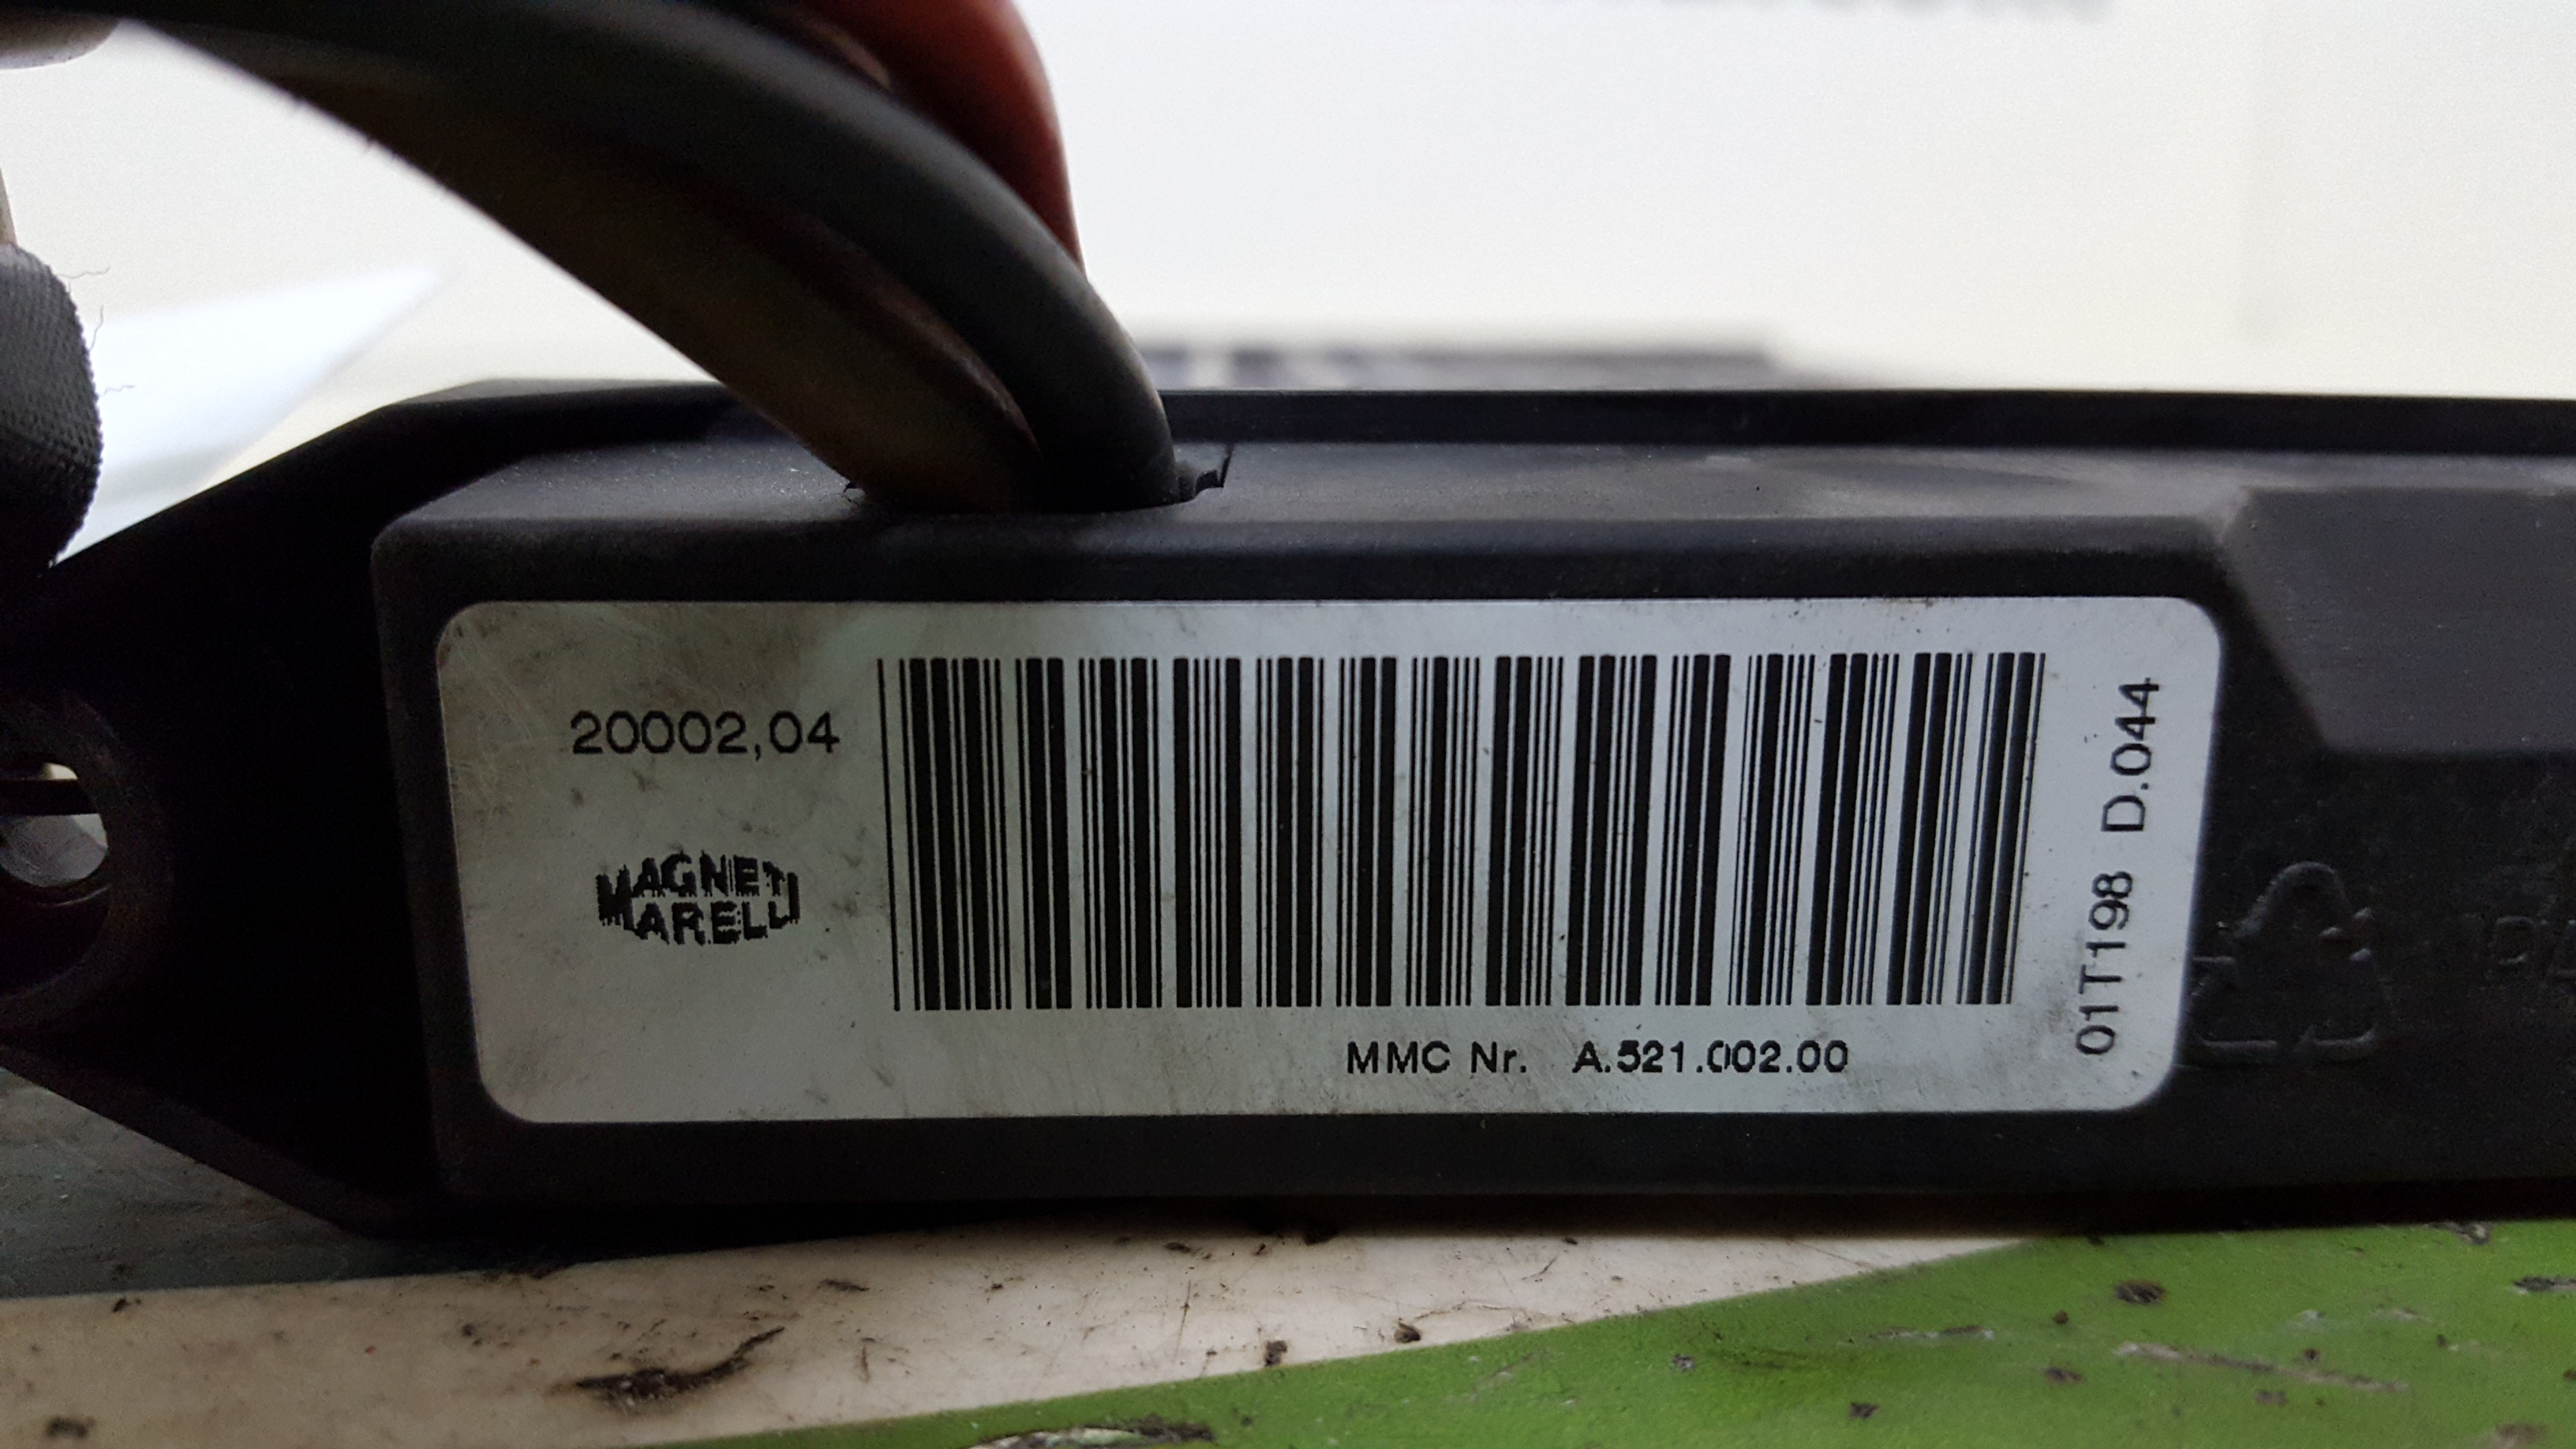 20002,04
MAGNETI
MARELLI
MMC Nr. A.521.002.00
01T198 D.044